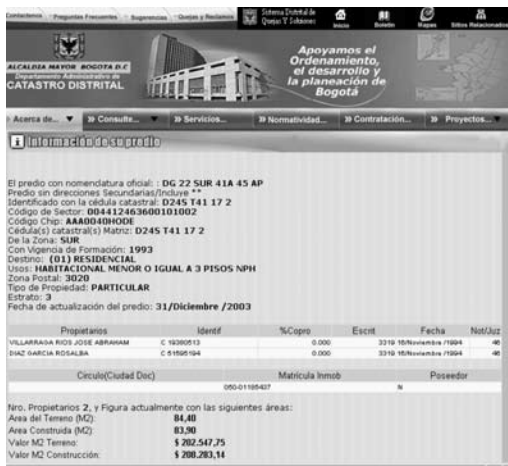 Contactenos Preguntas Frecuentes Sugerencias Quejas y Reclamos Sistema Distrital de Quejas Y Soluciones Inicio Boletin Mapas Sitios Relacionados
ALCALDIA MAYOR BOGOTA D.C
Departamento Administrativo de
CATASTRO DISTRITAL
Apoyamos el
Ordenamiento,
el desarrollo y
la planeación de
Bogotá
Acerca de... Consulte... Servicios... Normatividad... Contratación... Proyectos...
Información de su predio
El predio con nomenclatura oficial: : DG 22 SUR 41A 45 AP
Predio sin direcciones Secundarias/Incluye **
Identificado con la cédula catastral: D245 T41 17 2
Código de Sector: 004412463600101002
Código Chip: AAA0040HODE
Cédula(s) catastral(s) Matriz: D245 T41 17 2
De la Zona: SUR
Con Vigencia de Formación: 1993
Destino: (01) RESIDENCIAL
Usos: HABITACIONAL MENOR O IGUAL A 3 PISOS NPH
Zona Postal: 3020
Tipo de Propiedad: PARTICULAR
Estrato: 3
Fecha de actualización del predio: 31/Diciembre /2003
Propietarios Identif %Copro Escrit Fecha Not/Juz
VILLARRAGA RIOS JOSE ABRAHAM C 19380513 0.000 3319 16/Noviembre /1994 46
DIAZ GARCIA ROSALBA C 51595194 0.000 3319 16/Noviembre /1994 46
Circulo(Ciudad Doc) Matrícula Inmob Poseedor
050-01195437 N
Nro. Propietarios 2, y Figura actualmente con las siguientes áreas:
Area del Terreno (M2): 84,40
Area Construida (M2): 83,90
Valor M2 Terreno: $ 202.547,75
Valor M2 Construcción: $ 208.283,14